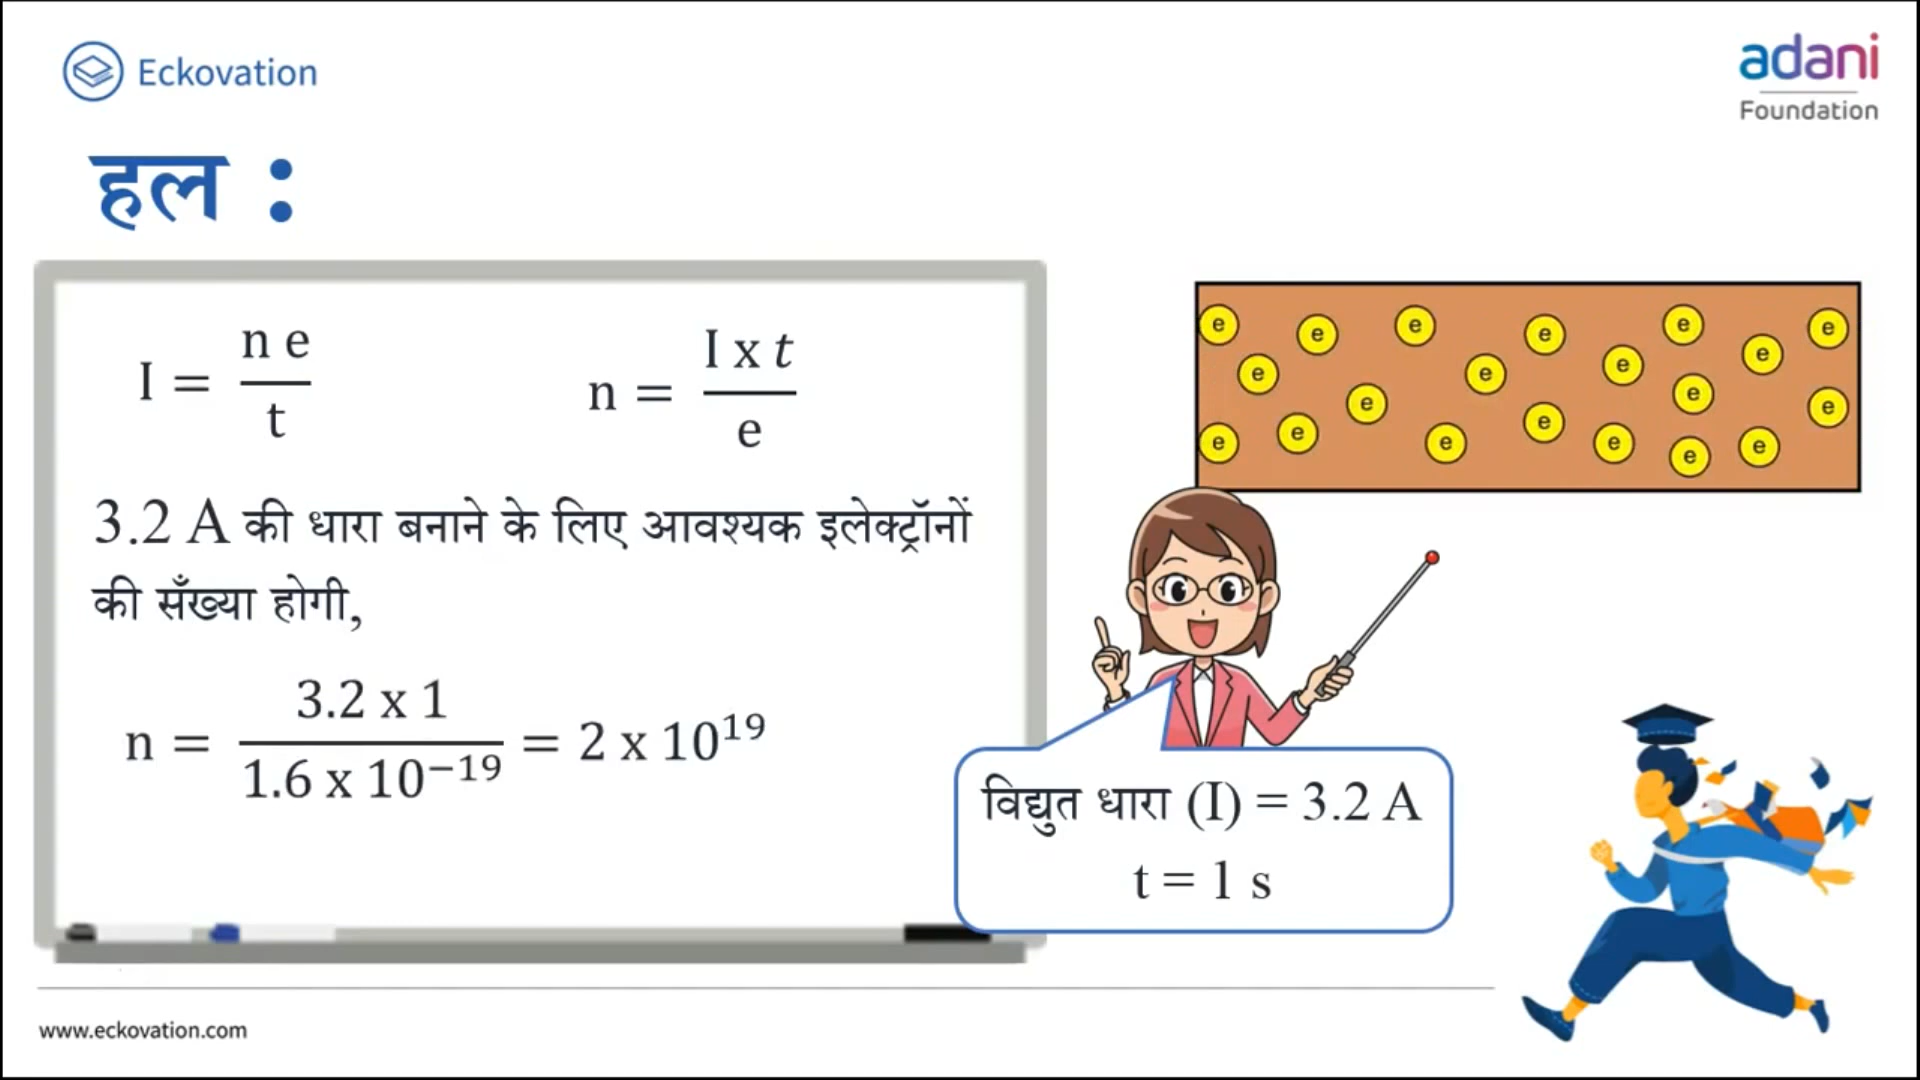 Eckovation
adani
Foundation
हल :
I = n e / t
n = I x t / e
3.2 A की धारा बनाने के लिए आवश्यक इलेक्ट्रॉनों
की सँख्या होगी,
n = 3.2 x 1 / 1.6 x 10⁻¹⁹ = 2 x 10¹⁹
e e e e e e e e e e e e e e e e e e e e e
विद्युत धारा (I) = 3.2 A
t = 1 s
www.eckovation.com